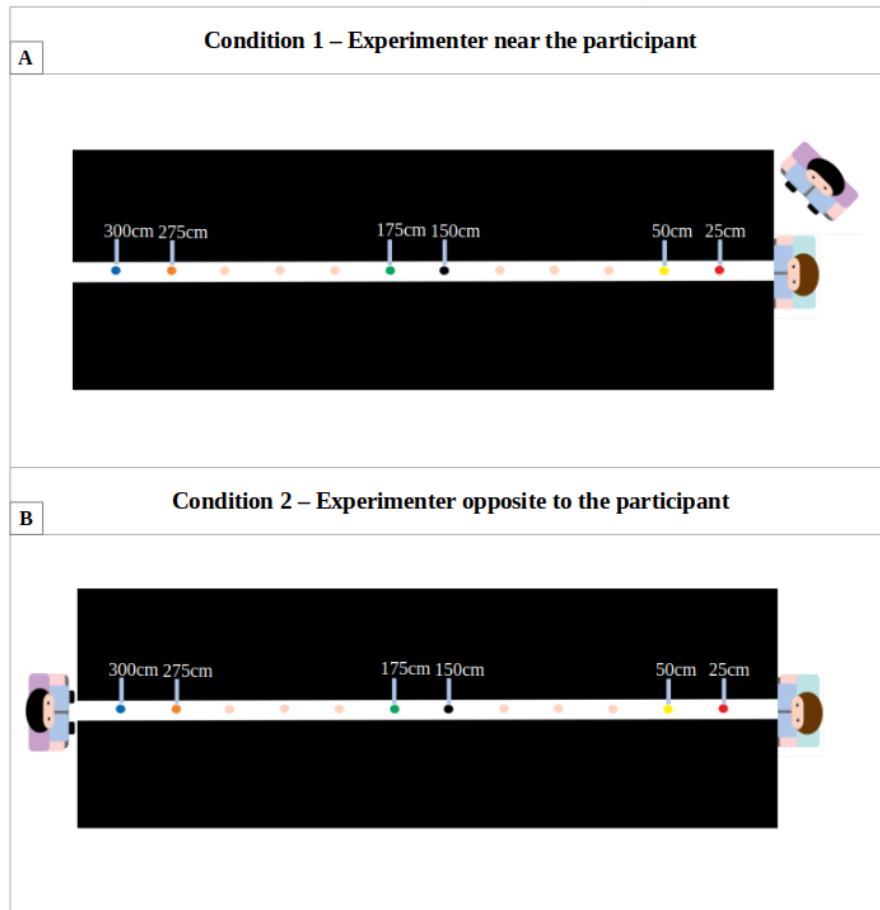 Condition 1 – Experimenter near the participant
A
300cm 275cm 175cm 150cm 50cm 25cm
Condition 2 – Experimenter opposite to the participant
B
300cm 275cm 175cm 150cm 50cm 25cm